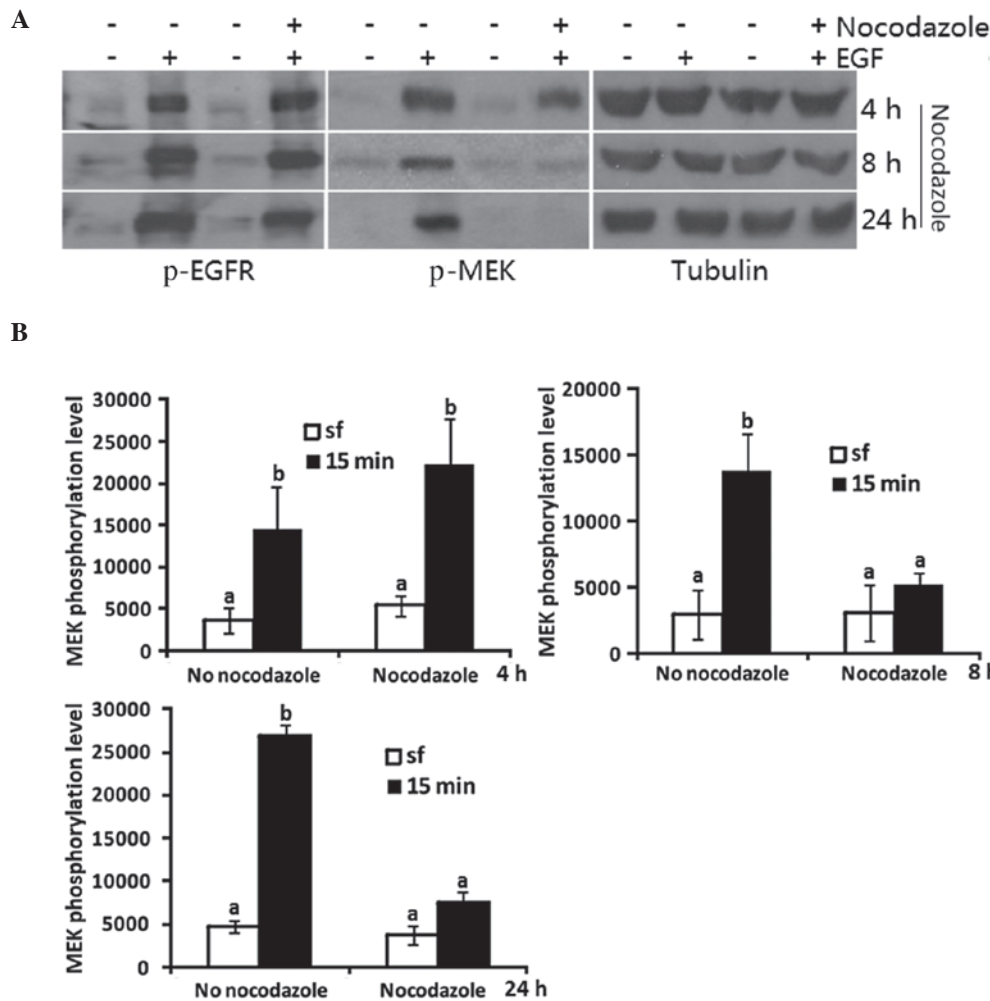 A
- - - + - - - + - - - + Nocodazole
- + - + - + - + - + - + EGF
4 h
8 h
24 h
Nocodazole
p-EGFR p-MEK Tubulin
B
MEK phosphorylation level
30000
25000
20000
15000
10000
5000
0
sf
15 min
a
b
a
b
No nocodazole Nocodazole 4 h
MEK phosphorylation level
20000
15000
10000
5000
0
sf
15 min
a
b
a
a
No nocodazole Nocodazole 8 h
MEK phosphorylation level
30000
25000
20000
15000
10000
5000
0
sf
15 min
a
b
a
a
No nocodazole Nocodazole 24 h